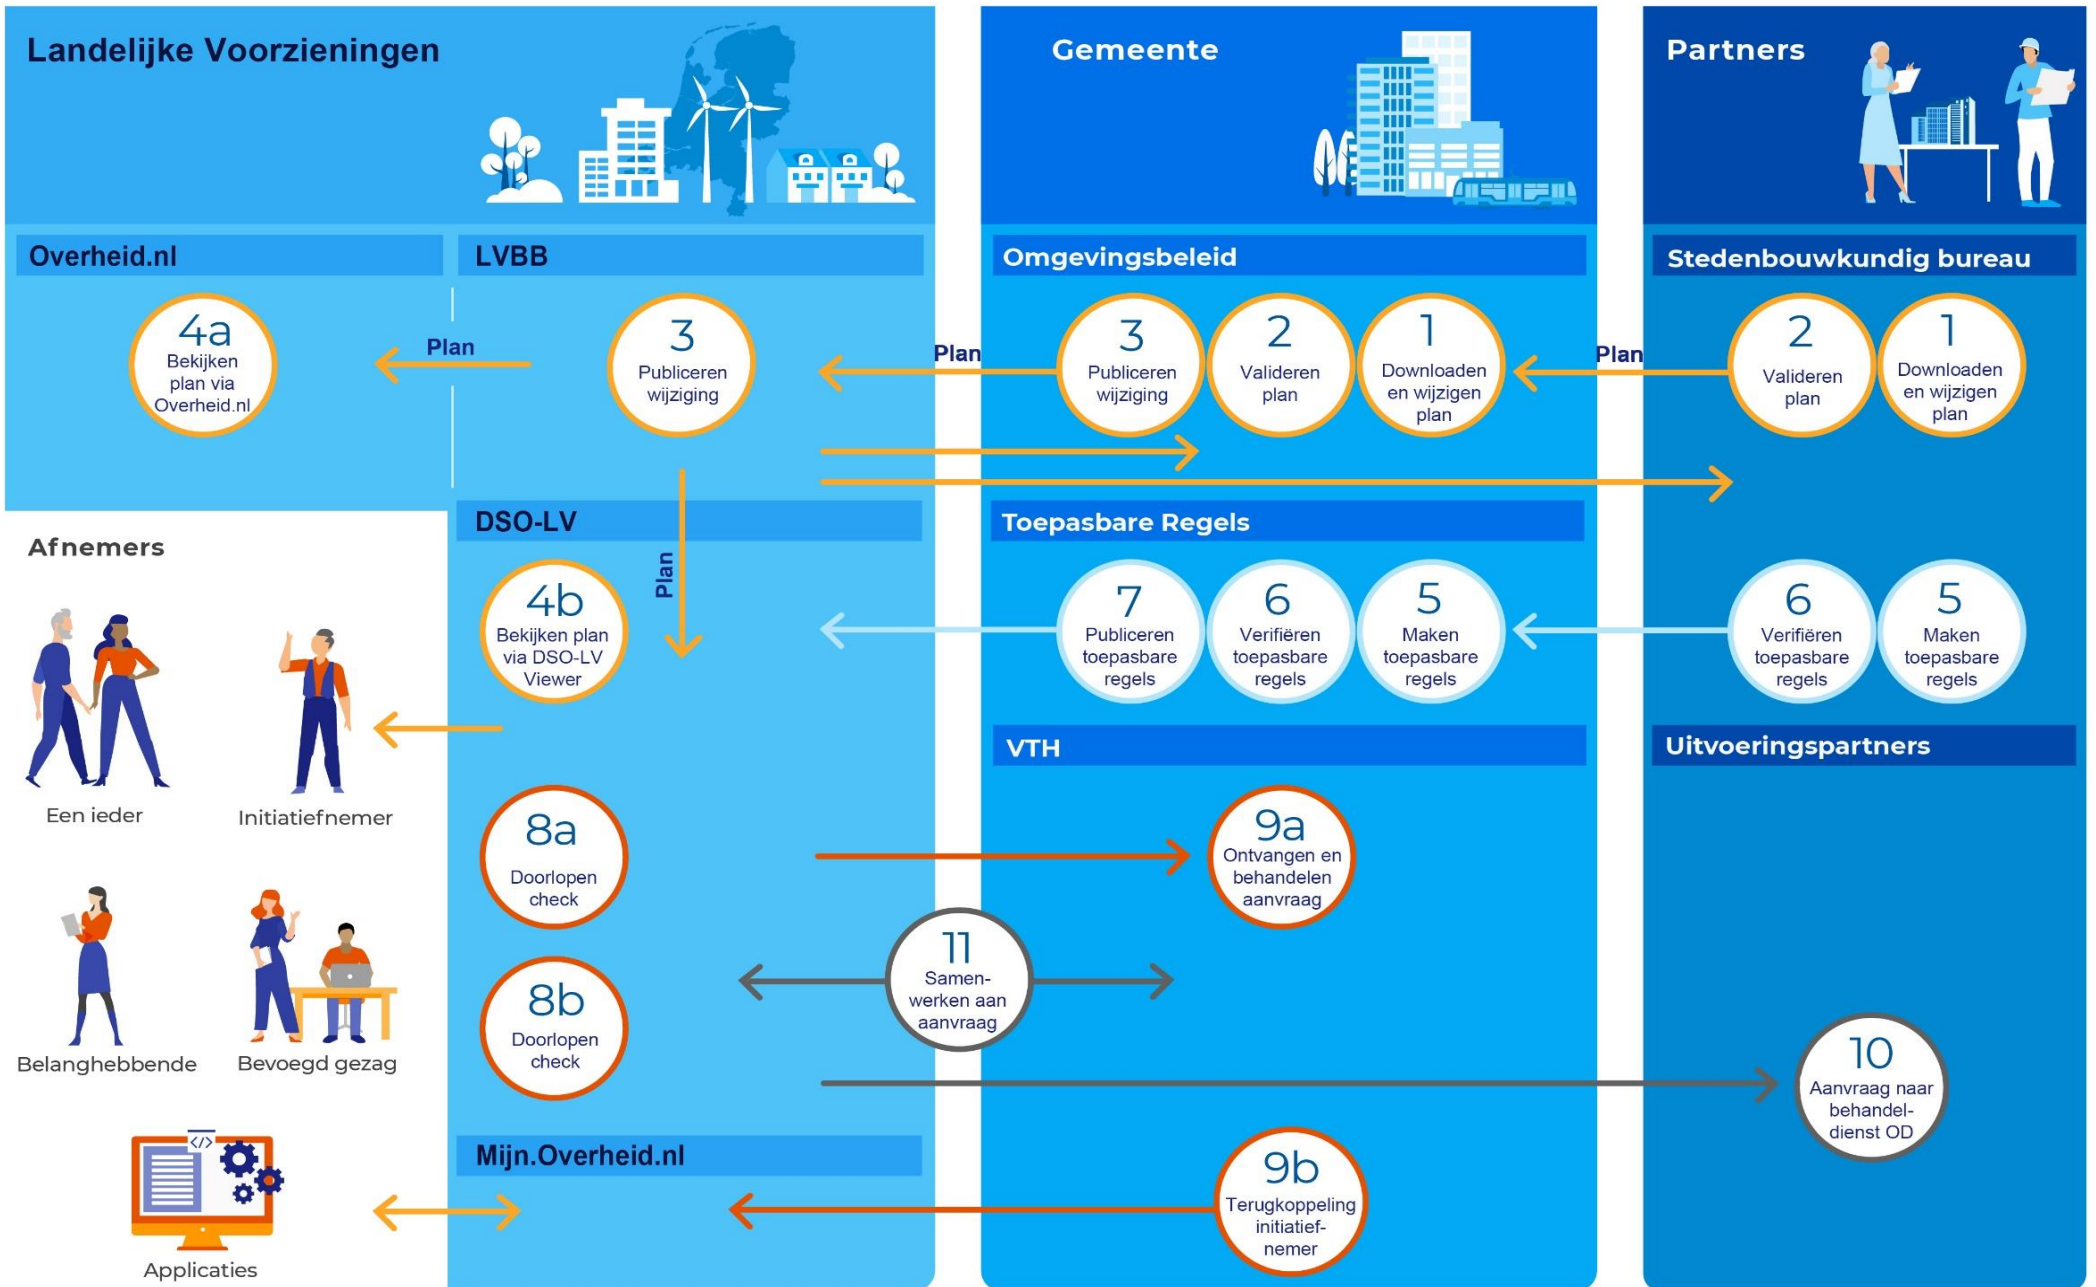 Landelijke Voorzieningen
Gemeente
Partners
Overheid.nl
LVBB
Omgevingsbeleid
Stedenbouwkundig bureau
4a
Bekijken
plan via
Overheid.nl
Plan
3
Publiceren
wijziging
Plan
3
Publiceren
wijziging
2
Valideren
plan
1
Downloaden
en wijzigen
plan
Plan
2
Valideren
plan
1
Downloaden
en wijzigen
plan
Afnemers
DSO-LV
Toepasbare Regels
Plan
4b
Bekijken plan
via DSO-LV
Viewer
7
Publiceren
toepasbare
regels
6
Verifiëren
toepasbare
regels
5
Maken
toepasbare
regels
6
Verifiëren
toepasbare
regels
5
Maken
toepasbare
regels
VTH
Uitvoeringspartners
Een ieder
Initiatiefnemer
8a
Doorlopen
check
9a
Ontvangen en
behandelen
aanvraag
11
Samen-
werken aan
aanvraag
8b
Doorlopen
check
Belanghebbende
Bevoegd gezag
10
Aanvraag naar
behandel-
dienst OD
Mijn.Overheid.nl
9b
Terugkoppeling
initiatief-
nemer
</>
Applicaties